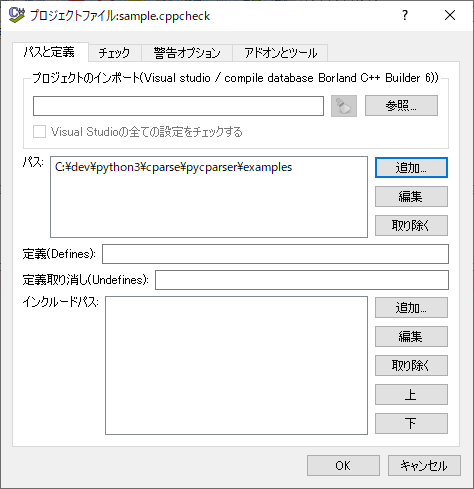 プロジェクトファイル:sample.cppcheck
パスと定義 チェック 警告オプション アドオンとツール
プロジェクトのインポート(Visual studio / compile database Borland C++ Builder 6))
参照...
Visual Studioの全ての設定をチェックする
パス: C:¥dev¥python3¥cparse¥pycparser¥examples 追加...
編集
取り除く
定義(Defines):
定義取り消し(Undefines):
インクルードパス: 追加...
編集
取り除く
上
下
OK キャンセル